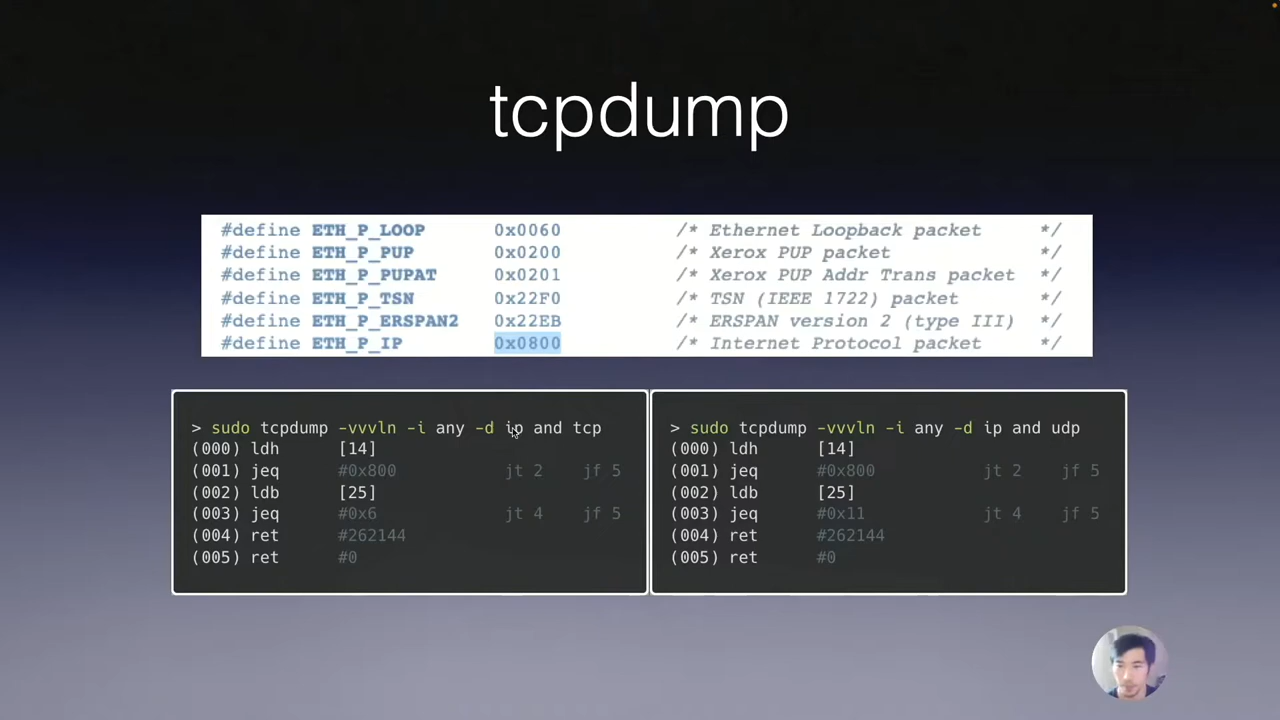 tcpdump
#define ETH_P_LOOP 0x0060 /* Ethernet Loopback packet */
#define ETH_P_PUP 0x0200 /* Xerox PUP packet */
#define ETH_P_PUPAT 0x0201 /* Xerox PUP Addr Trans packet */
#define ETH_P_TSN 0x22F0 /* TSN (IEEE 1722) packet */
#define ETH_P_ERSPAN2 0x22EB /* ERSPAN version 2 (type III) */
#define ETH_P_IP 0x0800 /* Internet Protocol packet */
> sudo tcpdump -vvvln -i any -d ip and tcp
(000) ldh [14]
(001) jeq #0x800 jt 2 jf 5
(002) ldb [25]
(003) jeq #0x6 jt 4 jf 5
(004) ret #262144
(005) ret #0
> sudo tcpdump -vvvln -i any -d ip and udp
(000) ldh [14]
(001) jeq #0x800 jt 2 jf 5
(002) ldb [25]
(003) jeq #0x11 jt 4 jf 5
(004) ret #262144
(005) ret #0